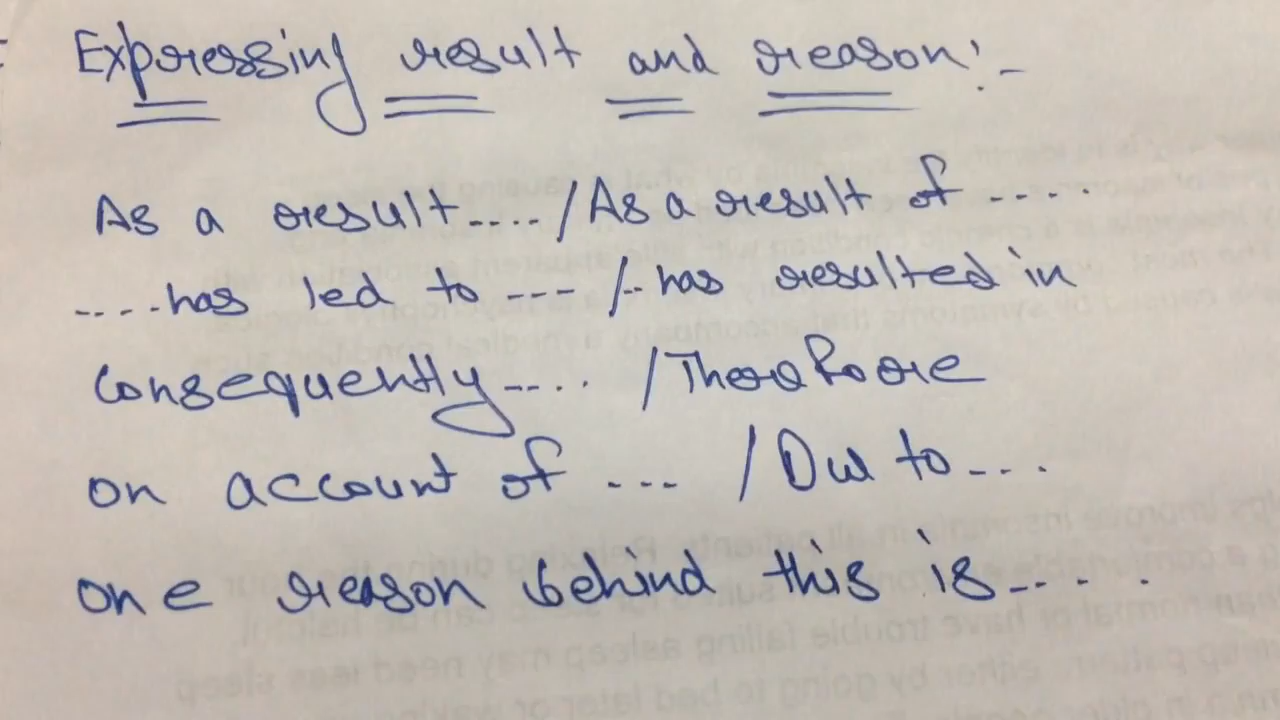 Expressing result and reason:-
As a result..../As a result of -...
----has led to ---/--has resulted in
Consequently--... /Therefore
on account of --- /Due to-...
one reason behind this is-...